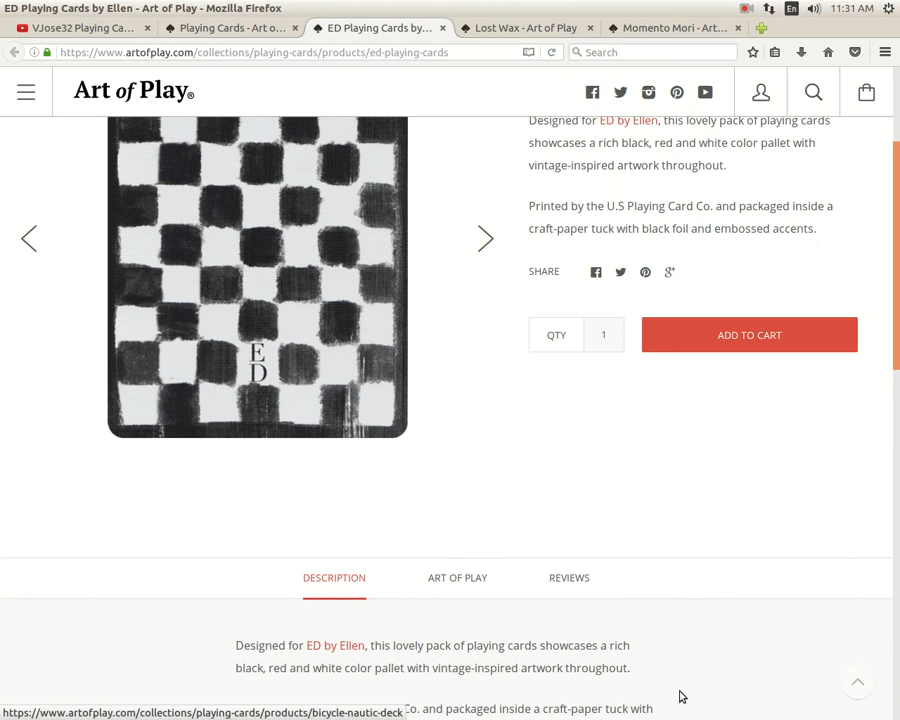 ED Playing Cards by Ellen - Art of Play - Mozilla Firefox
11:31 AM
En
VJose32 Playing Ca...
Playing Cards - Art o...
ED Playing Cards by...
Lost Wax - Art of Play
Momento Mori - Art...
https://www.artofplay.com/collections/playing-cards/products/ed-playing-cards
Search
Art of Play®
Designed for ED by Ellen, this lovely pack of playing cards
showcases a rich black, red and white color pallet with
vintage-inspired artwork throughout.
Printed by the U.S Playing Card Co. and packaged inside a
craft-paper tuck with black foil and embossed accents.
SHARE
QTY
1
ADD TO CART
E
D
DESCRIPTION
ART OF PLAY
REVIEWS
Designed for ED by Ellen, this lovely pack of playing cards showcases a rich
black, red and white color pallet with vintage-inspired artwork throughout.
Co. and packaged inside a craft-paper tuck with
https://www.artofplay.com/collections/playing-cards/products/bicycle-nautic-deck